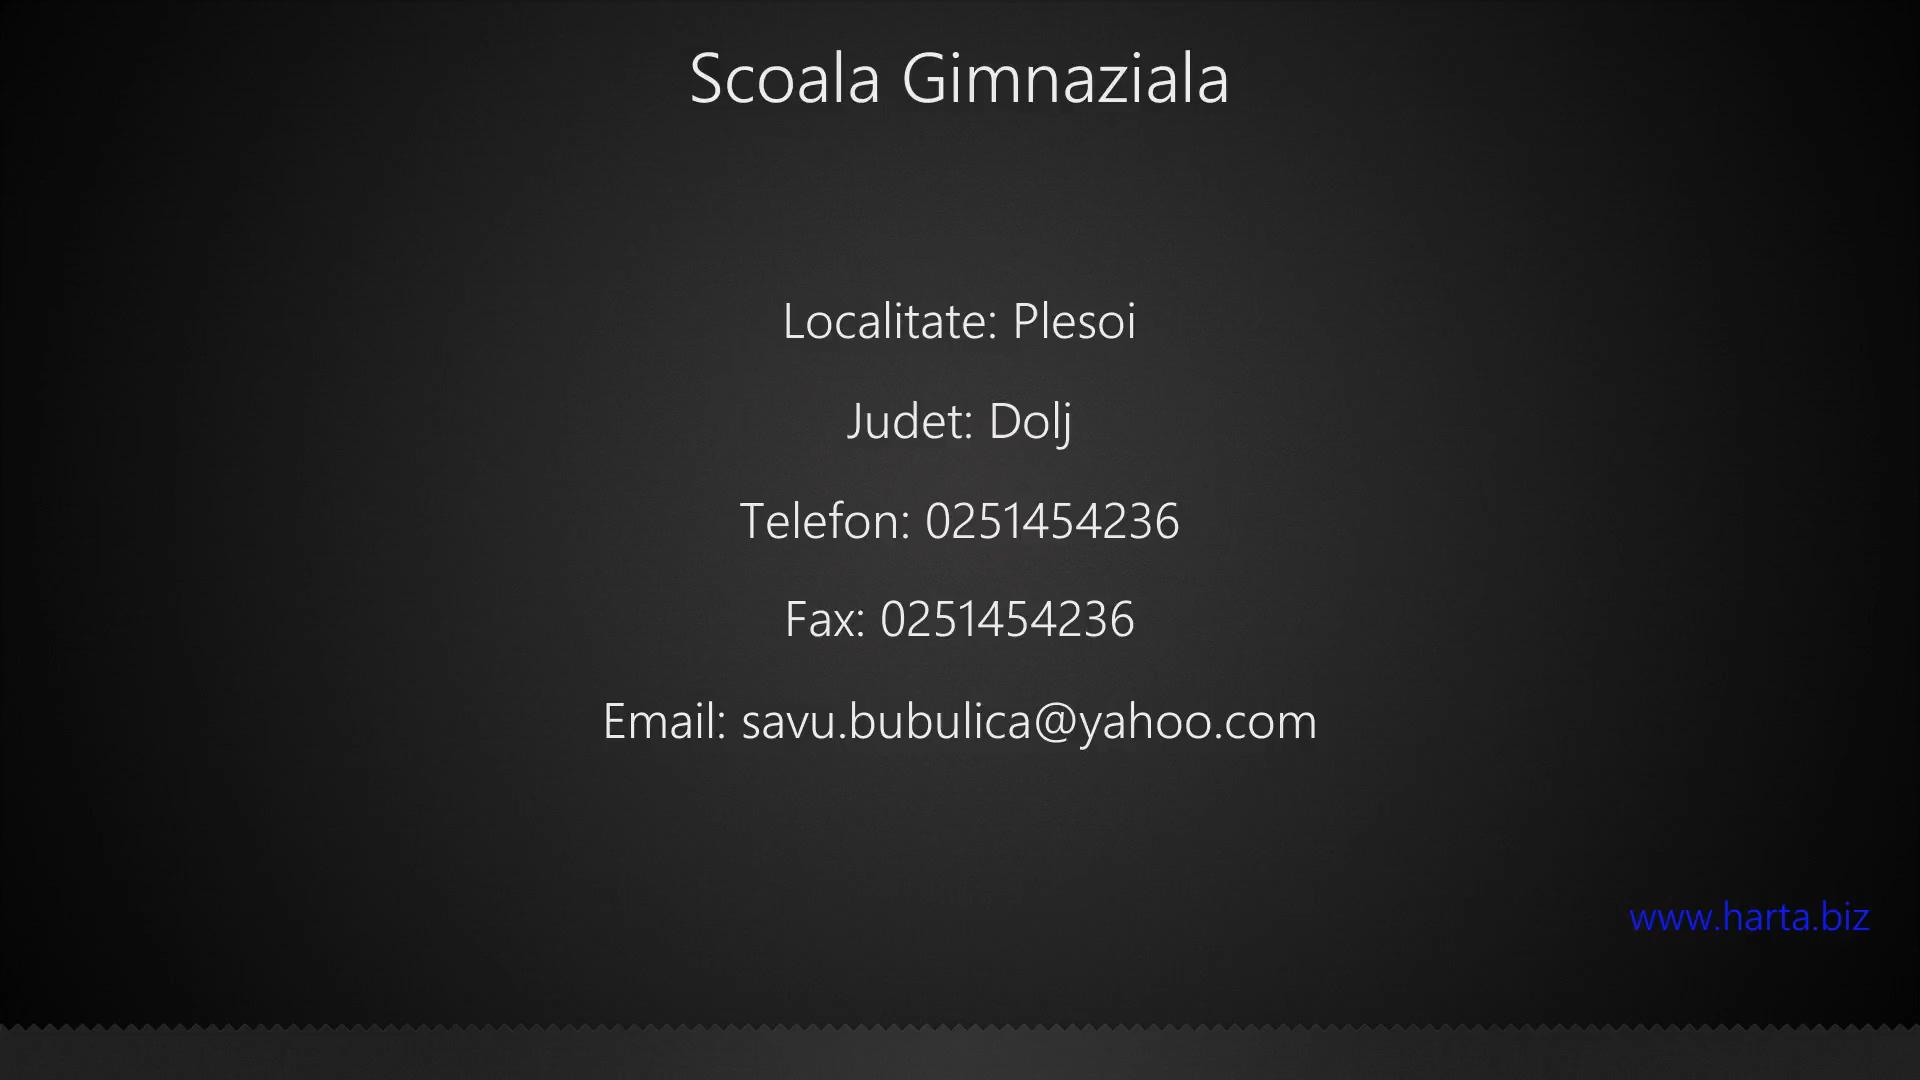 Scoala Gimnaziala
Localitate: Plesoi
Judet: Dolj
Telefon: 0251454236
Fax: 0251454236
Email: savu.bubulica@yahoo.com
www.harta.biz